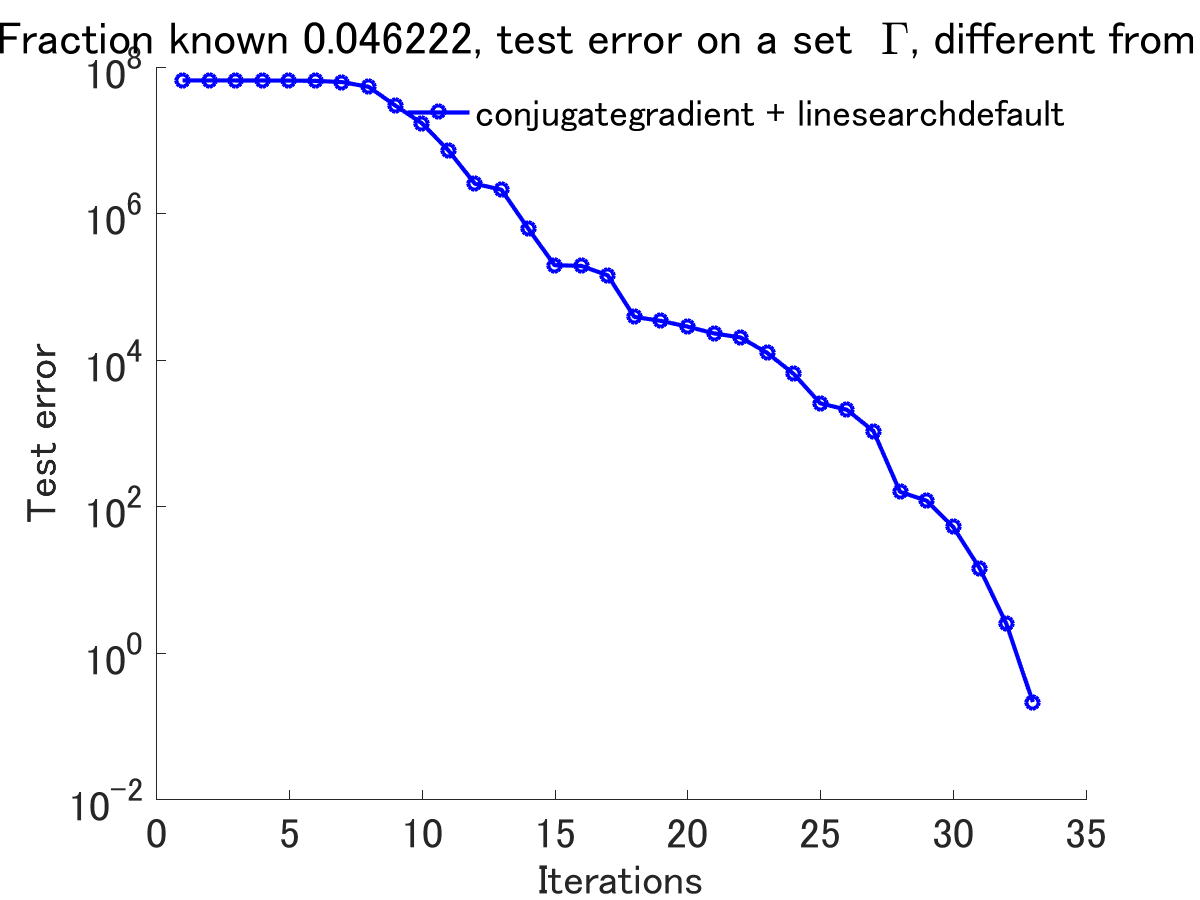 Fraction known 0.046222, test error on a set Γ, different from
10^8
conjugategradient + linesearchdefault
10^6
10^4
10^2
10^0
10^-2
Test error
0 5 10 15 20 25 30 35
Iterations